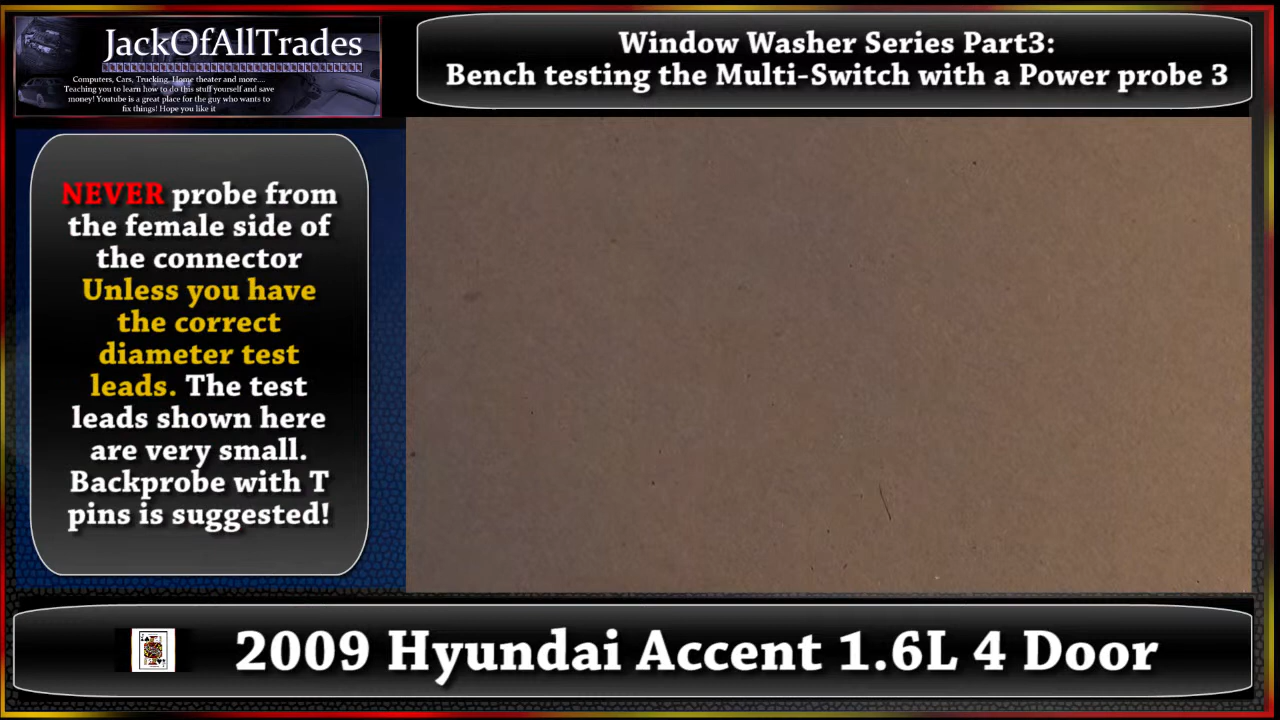 JackOfAllTrades
Computers, Cars, Trucking, Home theater and more....
Teaching you to learn how to do this stuff yourself and save
money! Youtube is a great place for the guy who wants to
fix things! Hope you like it
Window Washer Series Part3:
Bench testing the Multi-Switch with a Power probe 3
NEVER probe from
the female side of
the connector
Unless you have
the correct
diameter test
leads. The test
leads shown here
are very small.
Backprobe with T
pins is suggested!
2009 Hyundai Accent 1.6L 4 Door